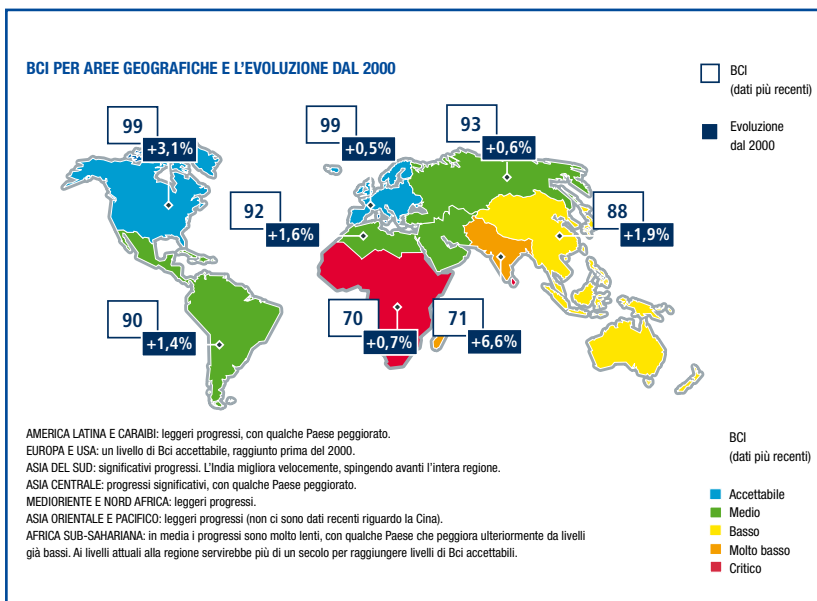 BCI PER AREE GEOGRAFICHE E L'EVOLUZIONE DAL 2000
BCI
(dati più recenti)
Evoluzione
dal 2000
99
+3,1%
99
+0,5%
93
+0,6%
92
+1,6%
88
+1,9%
90
+1,4%
70
+0,7%
71
+6,6%
AMERICA LATINA E CARAIBI: leggeri progressi, con qualche Paese peggiorato.
EUROPA E USA: un livello di Bci accettabile, raggiunto prima del 2000.
ASIA DEL SUD: significativi progressi. L'India migliora velocemente, spingendo avanti l'intera regione.
ASIA CENTRALE: progressi significativi, con qualche Paese peggiorato.
MEDIORIENTE E NORD AFRICA: leggeri progressi.
ASIA ORIENTALE E PACIFICO: leggeri progressi (non ci sono dati recenti riguardo la Cina).
AFRICA SUB-SAHARIANA: in media i progressi sono molto lenti, con qualche Paese che peggiora ulteriormente da livelli
già bassi. Ai livelli attuali alla regione servirebbe più di un secolo per raggiungere livelli di Bci accettabili.
BCI
(dati più recenti)
Accettabile
Medio
Basso
Molto basso
Critico